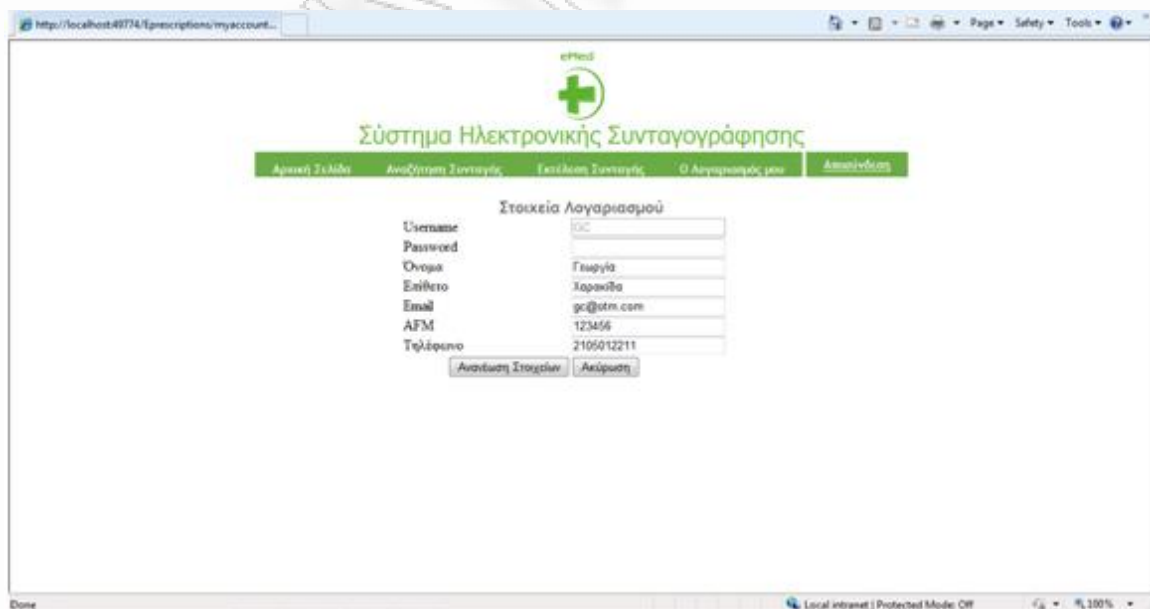 http://localhost:49774/Eprescriptions/myaccount...
Page Safety Tools
eMed
Σύστημα Ηλεκτρονικής Συνταγογράφησης
Αρχική Σελίδα Αναζήτηση Συνταγής Εκτέλεση Συνταγής Ο Λογαριασμός μου Αποσύνδεση
Στοιχεία Λογαριασμού
Username GC
Password
Όνομα Γεωργία
Επίθετο Χαρακίδα
Email gc@otm.com
AFM 123456
Τηλέφωνο 2105012211
Ανανέωση Στοιχείων Ακύρωση
Done Local intranet | Protected Mode: Off 100%